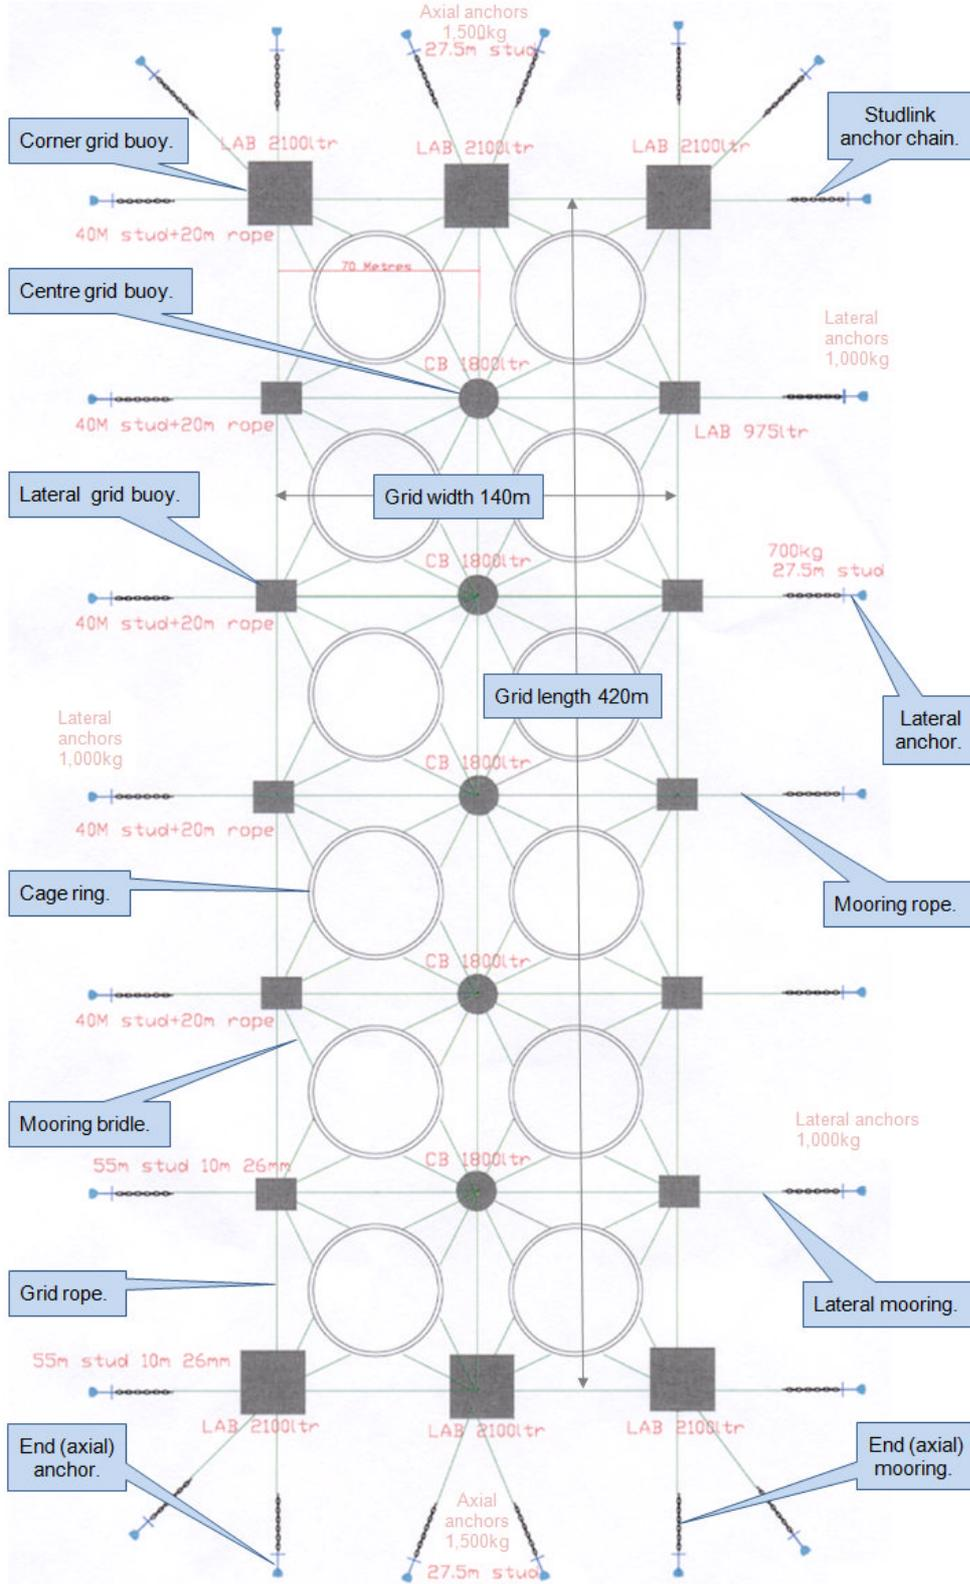 Axial anchors
1,500kg
27.5m stud
Studlink
anchor chain.
Corner grid buoy.
LAB 2100ltr
LAB 2100ltr
LAB 2100ltr
40M stud+20m rope
70 Metres
Centre grid buoy.
Lateral
anchors
1,000kg
CB 1800ltr
40M stud+20m rope
LAB 975ltr
Lateral grid buoy.
Grid width 140m
CB 1800ltr
700kg
27.5m stud
40M stud+20m rope
Grid length 420m
Lateral
anchor.
Lateral
anchors
1,000kg
CB 1800ltr
40M stud+20m rope
Cage ring.
Mooring rope.
CB 1800ltr
40M stud+20m rope
Mooring bridle.
Lateral anchors
1,000kg
CB 1800ltr
55m stud 10m 26mm
Grid rope.
Lateral mooring.
55m stud 10m 26mm
LAB 2100ltr
LAB 2100ltr
LAB 2100ltr
End (axial)
anchor.
End (axial)
mooring.
Axial
anchors
1,500kg
27.5m stud